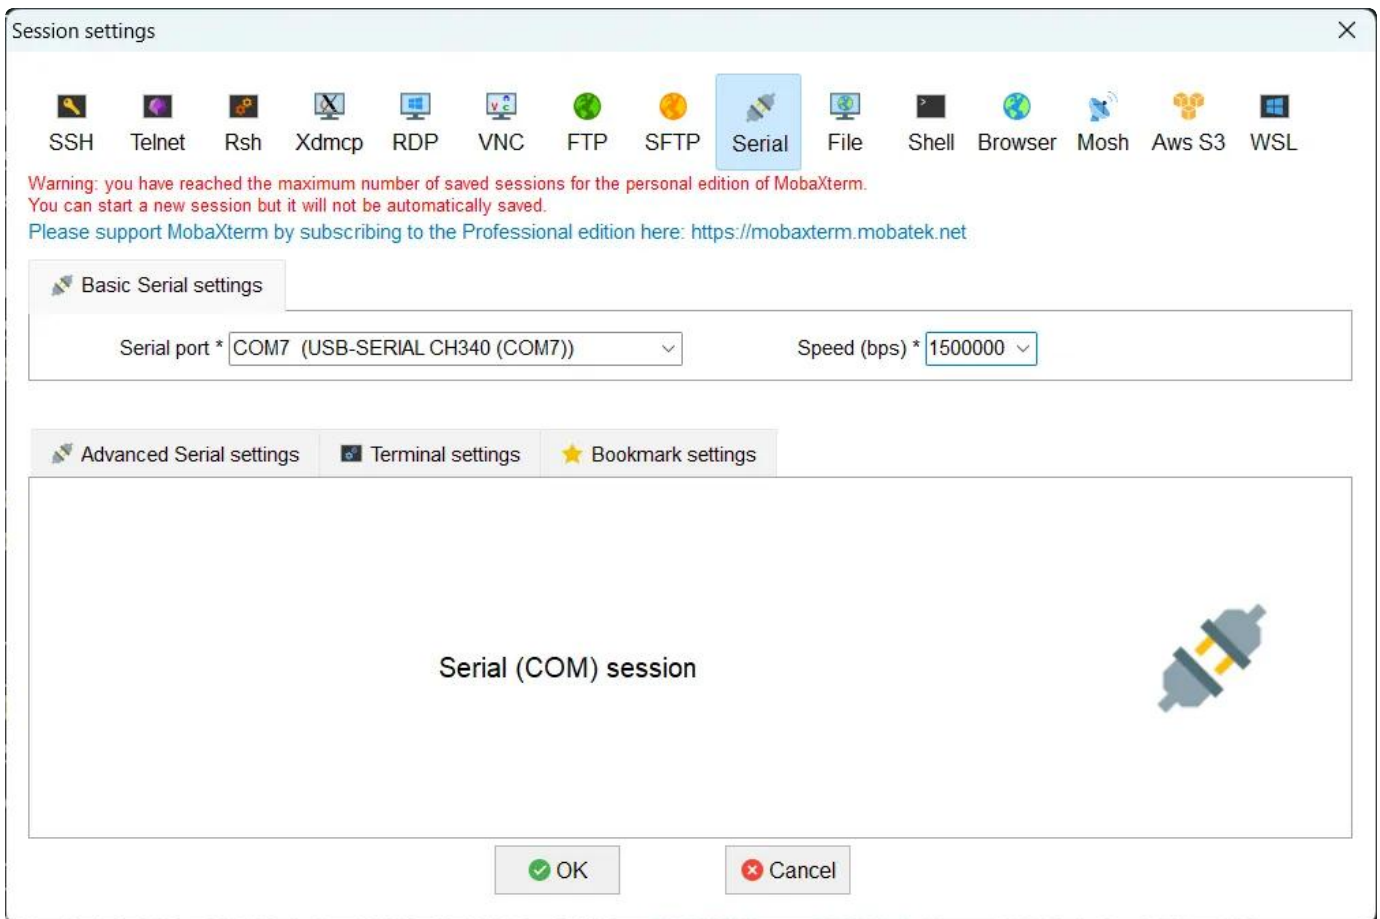 Session settings
SSH Telnet Rsh Xdmcp RDP VNC FTP SFTP Serial File Shell Browser Mosh Aws S3 WSL
Warning: you have reached the maximum number of saved sessions for the personal edition of MobaXterm.
You can start a new session but it will not be automatically saved.
Please support MobaXterm by subscribing to the Professional edition here: https://mobaxterm.mobatek.net
Basic Serial settings
Serial port * COM7 (USB-SERIAL CH340 (COM7)) Speed (bps) * 1500000
Advanced Serial settings Terminal settings Bookmark settings
Serial (COM) session
OK Cancel